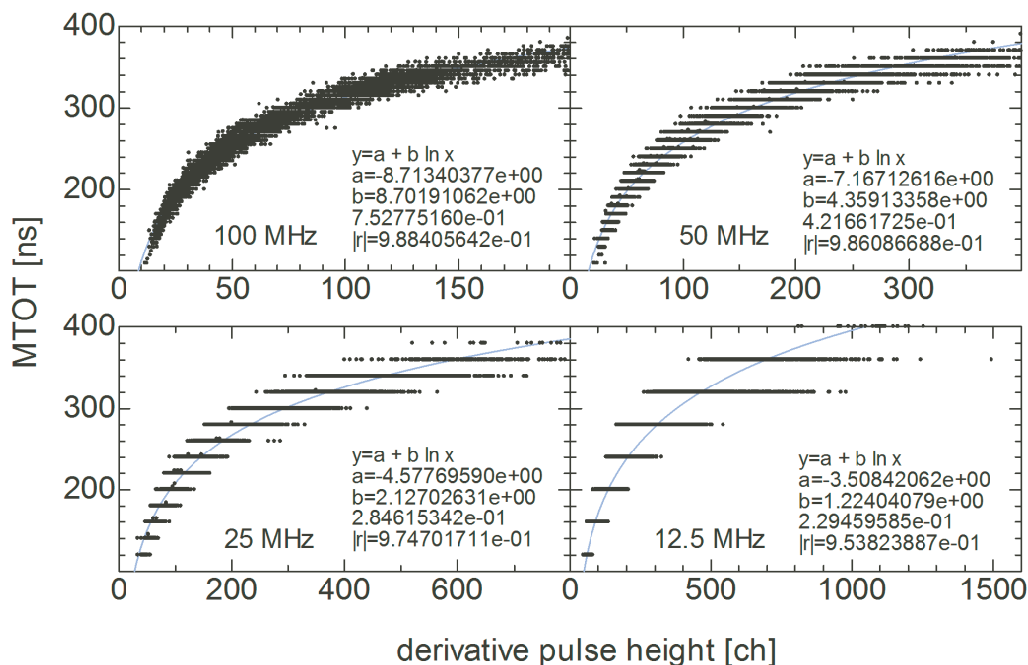 MTOT [ns]
400
300
200
0
50
100
150
y=a + b ln x
a=-8.71340377e+00
b=8.70191062e+00
7.52775160e-01
|r|=9.88405642e-01
100 MHz
0
100
200
300
y=a + b ln x
a=-7.16712616e+00
b=4.35913358e+00
4.21661725e-01
|r|=9.86086688e-01
50 MHz
400
300
200
0
200
400
600
y=a + b ln x
a=-4.57769590e+00
b=2.12702631e+00
2.84615342e-01
|r|=9.74701711e-01
25 MHz
0
500
1000
1500
y=a + b ln x
a=-3.50842062e+00
b=1.22404079e+00
2.29459585e-01
|r|=9.53823887e-01
12.5 MHz
derivative pulse height [ch]